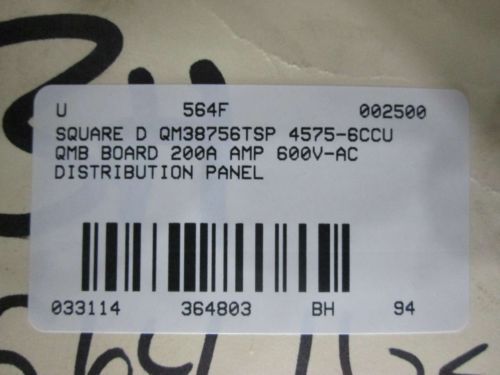 U 564F 002500
SQUARE D QM38756TSP 4575-6CCU
QMB BOARD 200A AMP 600V-AC
DISTRIBUTION PANEL
033114 364803 BH 94